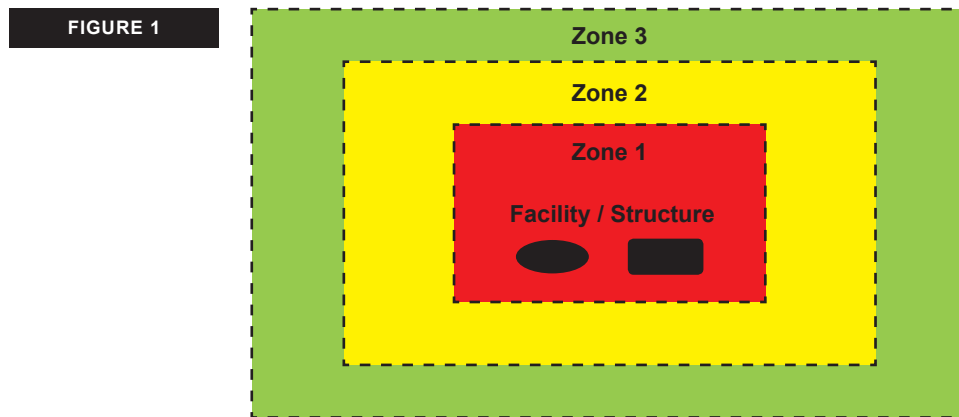 FIGURE 1
Zone 3
Zone 2
Zone 1
Facility / Structure